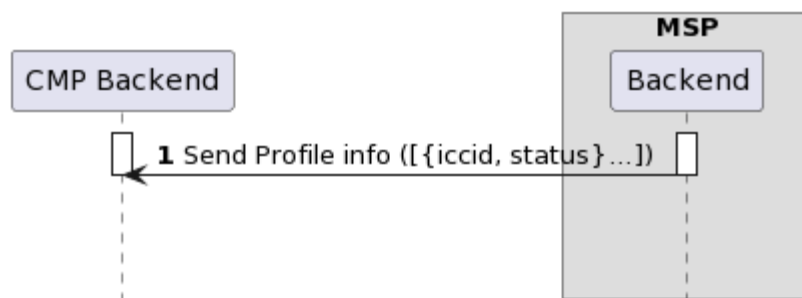 MSP
CMP Backend
Backend
1 Send Profile info ([{iccid, status}...])